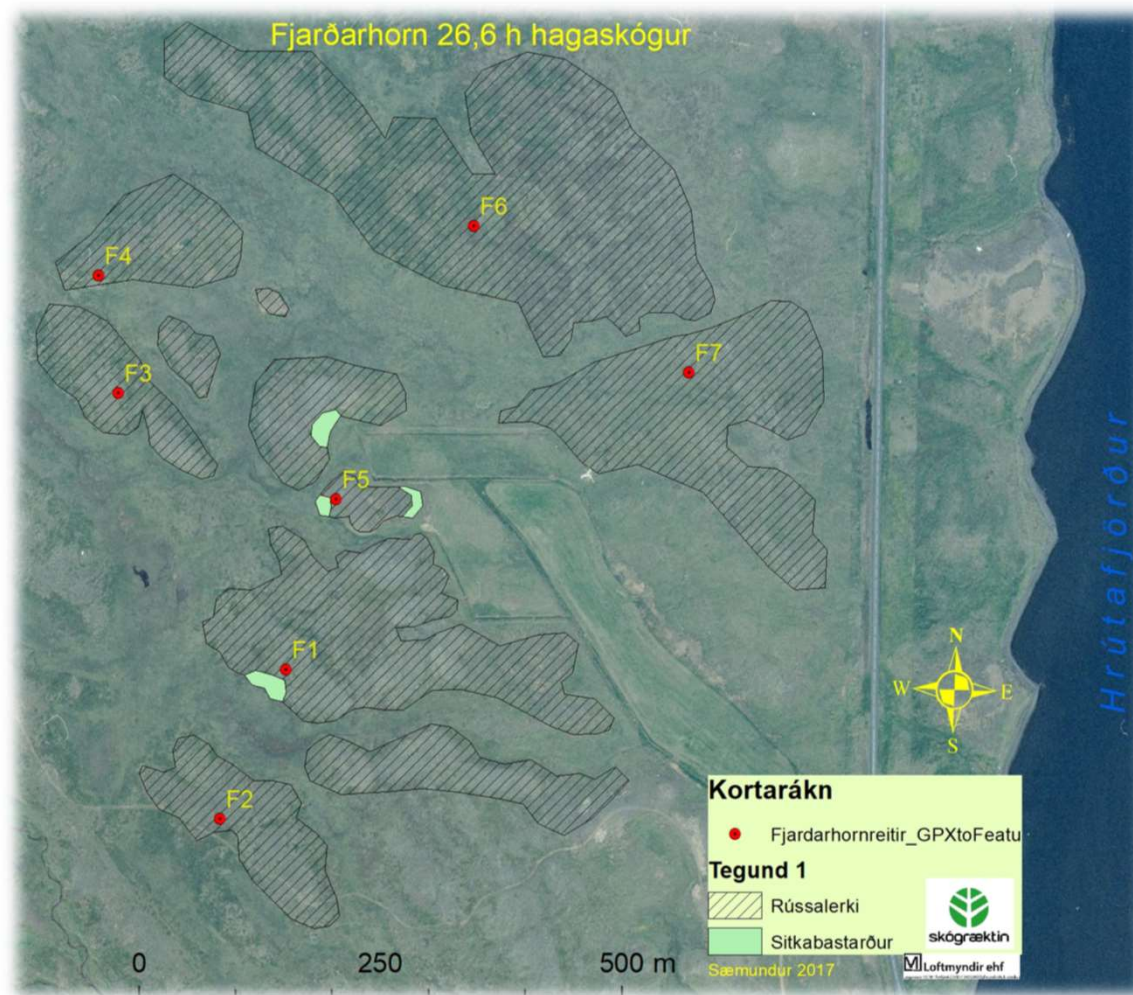 Fjarðarhorn 26,6 h hagaskógur
F6
F4
F7
F3
F5
F1
F2
Hrútafjörður
N
W
E
S
Kortarákn
Fjardarhornreitir_GPXtoFeatu
Tegund 1
Rússalerki
Sitkabastarður
skógræktin
Sæmundur 2017
Loftmyndir ehf
0 250 500 m